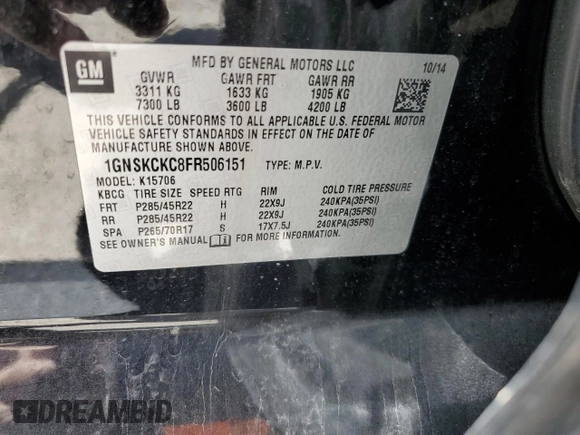 GM
MFD BY GENERAL MOTORS LLC 10/14
GVWR GAWR FRT GAWR RR
3311 KG 1633 KG 1905 KG
7300 LB 3600 LB 4200 LB
THIS VEHICLE CONFORMS TO ALL APPLICABLE U.S. FEDERAL MOTOR
VEHICLE SAFETY STANDARDS IN EFFECT ON THE DATE OF
MANUFACTURE SHOWN ABOVE.
1GNSKCKC8FR506151 TYPE: M.P.V.
MODEL: K15706
KBCG TIRE SIZE SPEED RTG RIM COLD TIRE PRESSURE
FRT P285/45R22 H 22X9J 240KPA(35PSI)
RR P285/45R22 H 22X9J 240KPA(35PSI)
SPA P265/70R17 S 17X7.5J 240KPA(35PSI)
SEE OWNER'S MANUAL FOR MORE INFORMATION.
DREAMBID